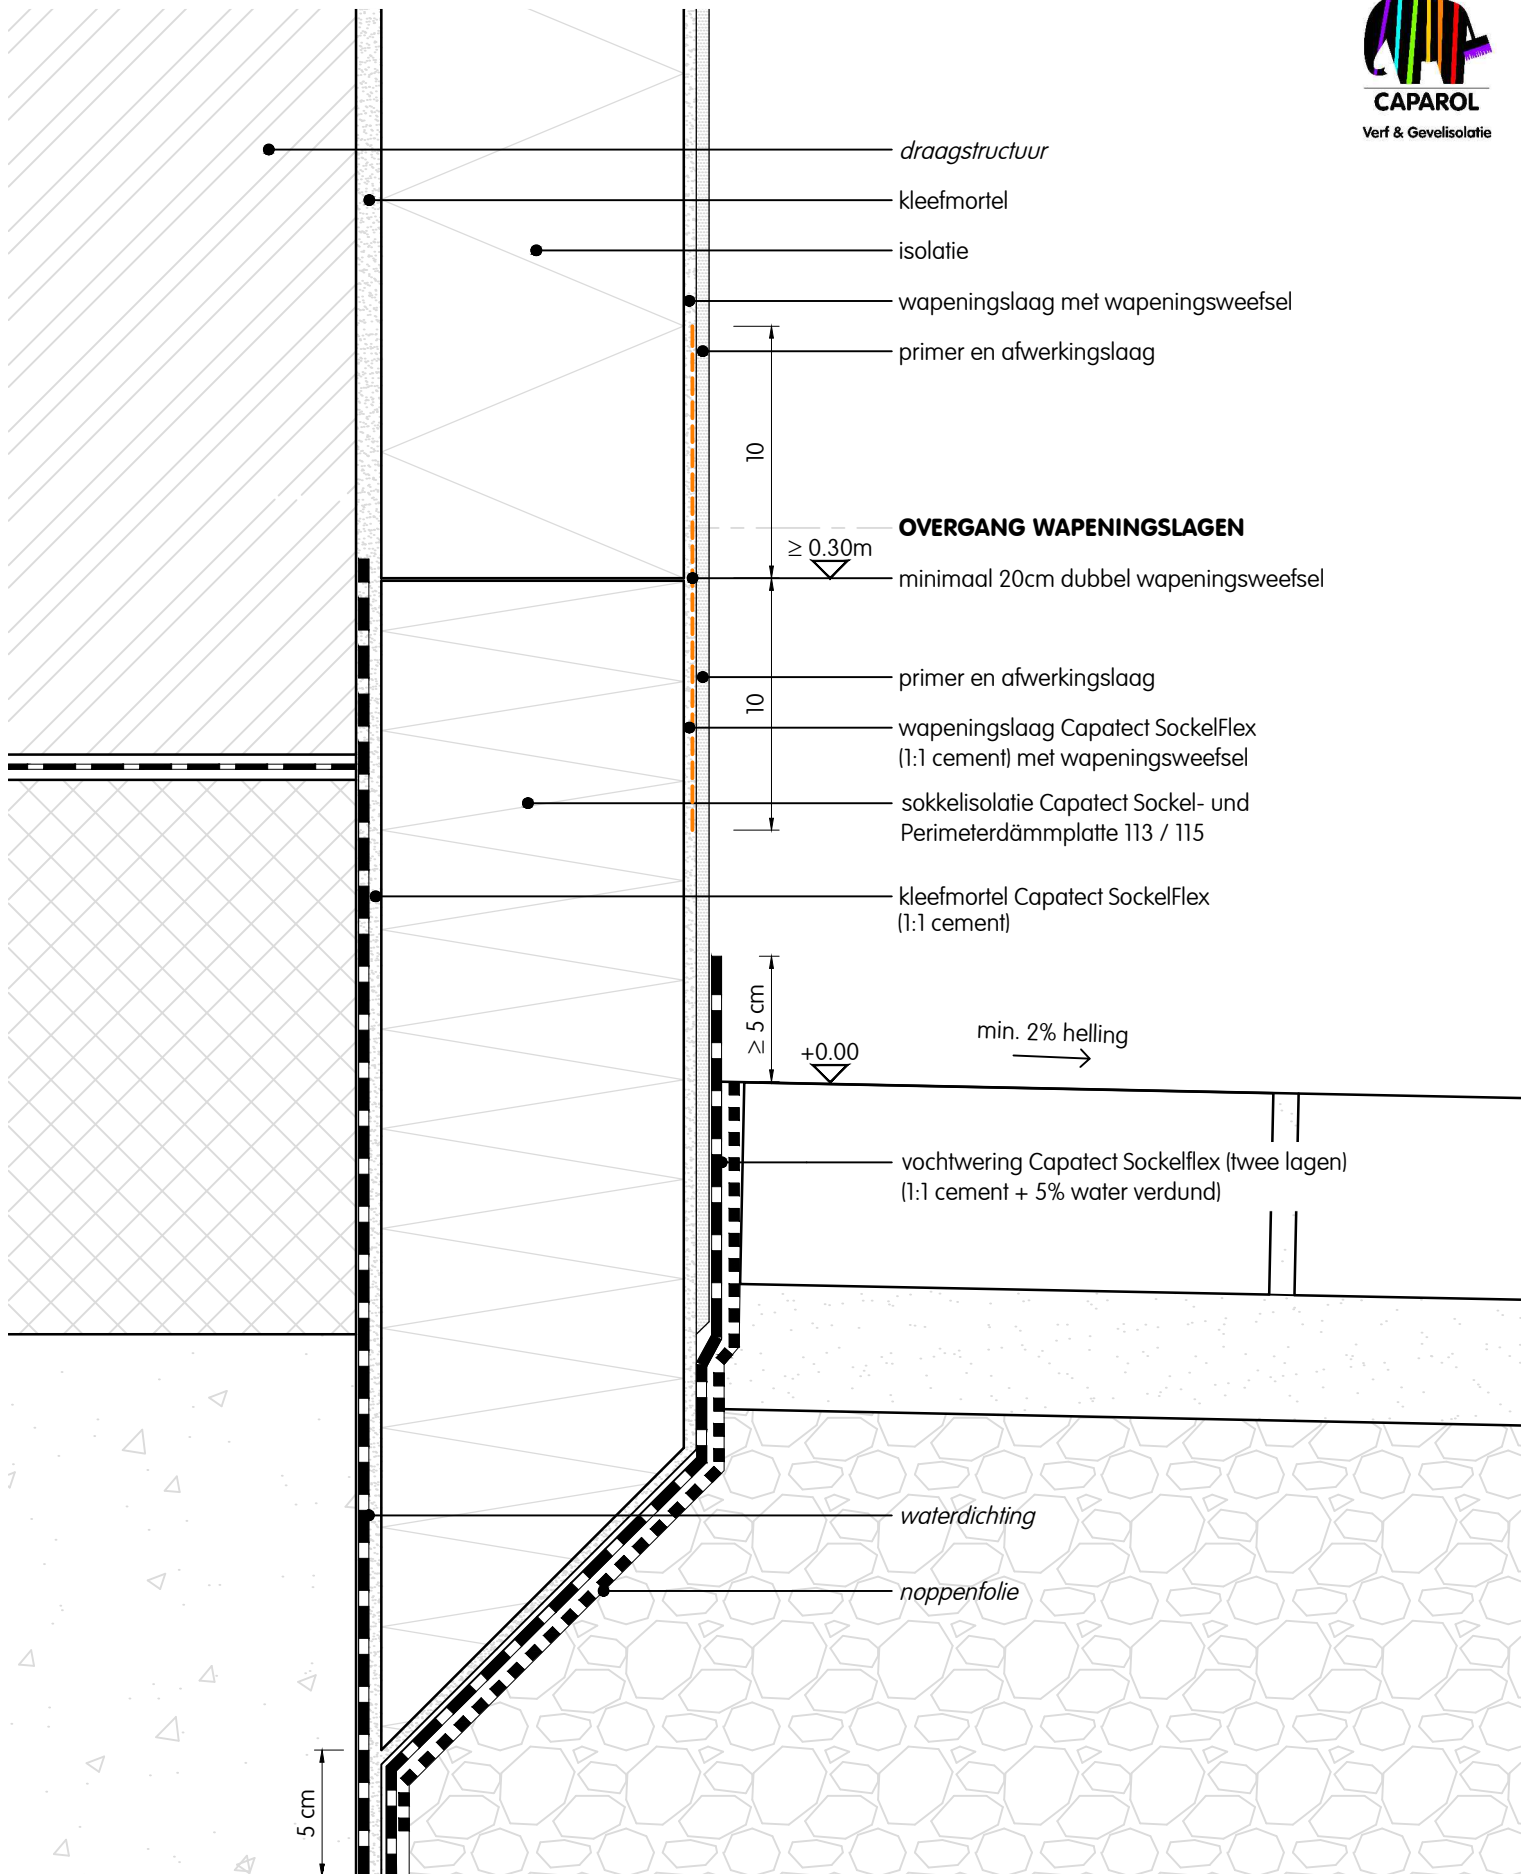 CAPAROL
Verf & Gevelisolatie
draagstructuur
kleefmortel
isolatie
wapeningslaag met wapeningsweefsel
primer en afwerkingslaag
10
OVERGANG WAPENINGSLAGEN
≥ 0.30m
minimaal 20cm dubbel wapeningsweefsel
primer en afwerkingslaag
10
wapeningslaag Capatect SockelFlex
(1:1 cement) met wapeningsweefsel
sokkelisolatie Capatect Sockel- und
Perimeterdämmplatte 113 / 115
kleefmortel Capatect SockelFlex
(1:1 cement)
≥ 5 cm
min. 2% helling
+0.00
vochtwering Capatect Sockelflex (twee lagen)
(1:1 cement + 5% water verdund)
waterdichting
noppenfolie
5 cm